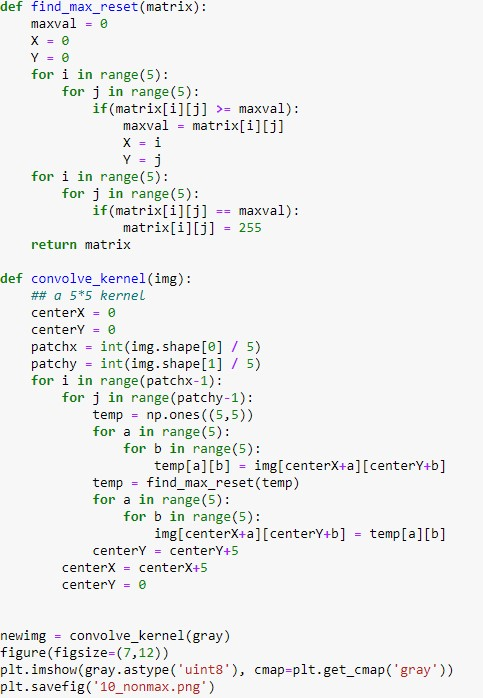 def find_max_reset(matrix):
    maxval = 0
    X = 0
    Y = 0
    for i in range(5):
        for j in range(5):
            if(matrix[i][j] >= maxval):
                maxval = matrix[i][j]
                X = i
                Y = j
    for i in range(5):
        for j in range(5):
            if(matrix[i][j] == maxval):
                matrix[i][j] = 255
    return matrix

def convolve_kernel(img):
    ## a 5*5 kernel
    centerX = 0
    centerY = 0
    patchx = int(img.shape[0] / 5)
    patchy = int(img.shape[1] / 5)
    for i in range(patchx-1):
        for j in range(patchy-1):
            temp = np.ones((5,5))
            for a in range(5):
                for b in range(5):
                    temp[a][b] = img[centerX+a][centerY+b]
            temp = find_max_reset(temp)
            for a in range(5):
                for b in range(5):
                    img[centerX+a][centerY+b] = temp[a][b]
            centerY = centerY+5
        centerX = centerX+5
        centerY = 0


newimg = convolve_kernel(gray)
figure(figsize=(7,12))
plt.imshow(gray.astype('uint8'), cmap=plt.get_cmap('gray'))
plt.savefig('10_nonmax.png')